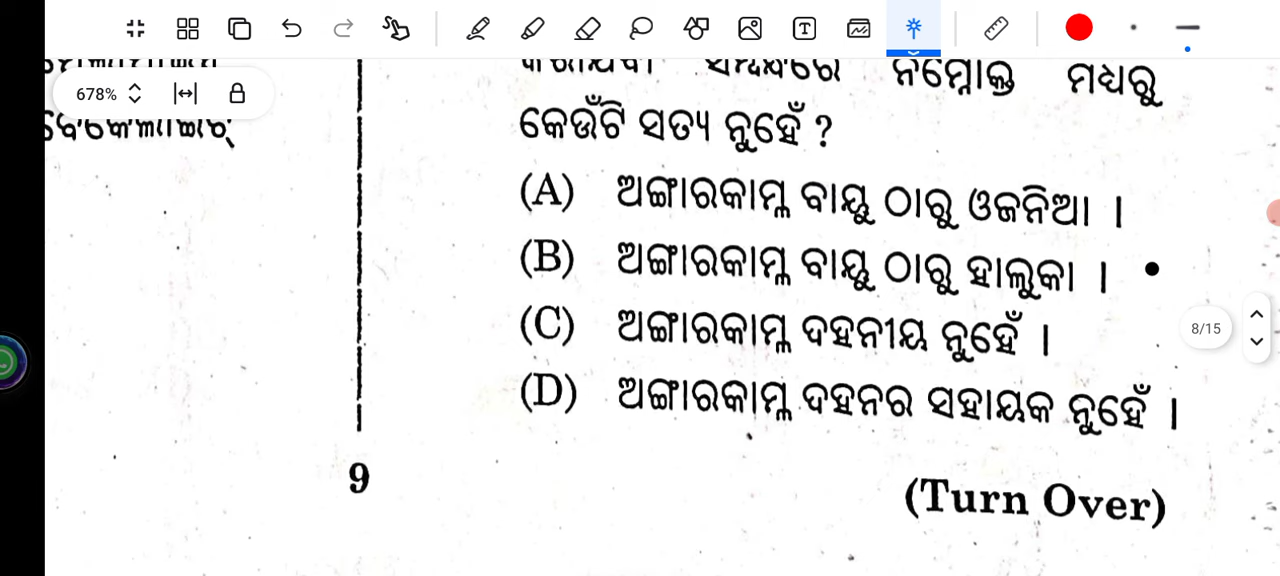 678%
ନିମ୍ନୋକ୍ତ ମଧ୍ୟରୁ
କେଉଁଟି ସତ୍ୟ ନୁହେଁ ?
(A) ଅଙ୍ଗାରକାମ୍ଳ ବାୟୁ ଠାରୁ ଓଜନିଆ ।
(B) ଅଙ୍ଗାରକାମ୍ଳ ବାୟୁ ଠାରୁ ହାଲୁକା ।
(C) ଅଙ୍ଗାରକାମ୍ଳ ଦହନୀୟ ନୁହେଁ ।
8/15
(D) ଅଙ୍ଗାରକାମ୍ଳ ଦହନର ସହାୟକ ନୁହେଁ ।
9
(Turn Over)